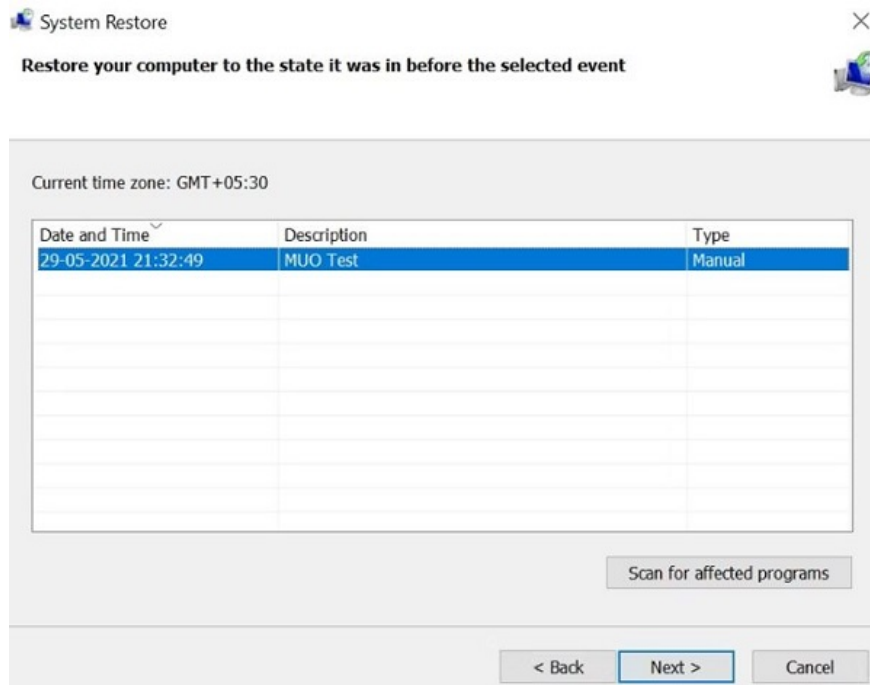 System Restore
Restore your computer to the state it was in before the selected event
Current time zone: GMT+05:30
Date and Time Description Type
29-05-2021 21:32:49 MUO Test Manual
Scan for affected programs
< Back Next > Cancel